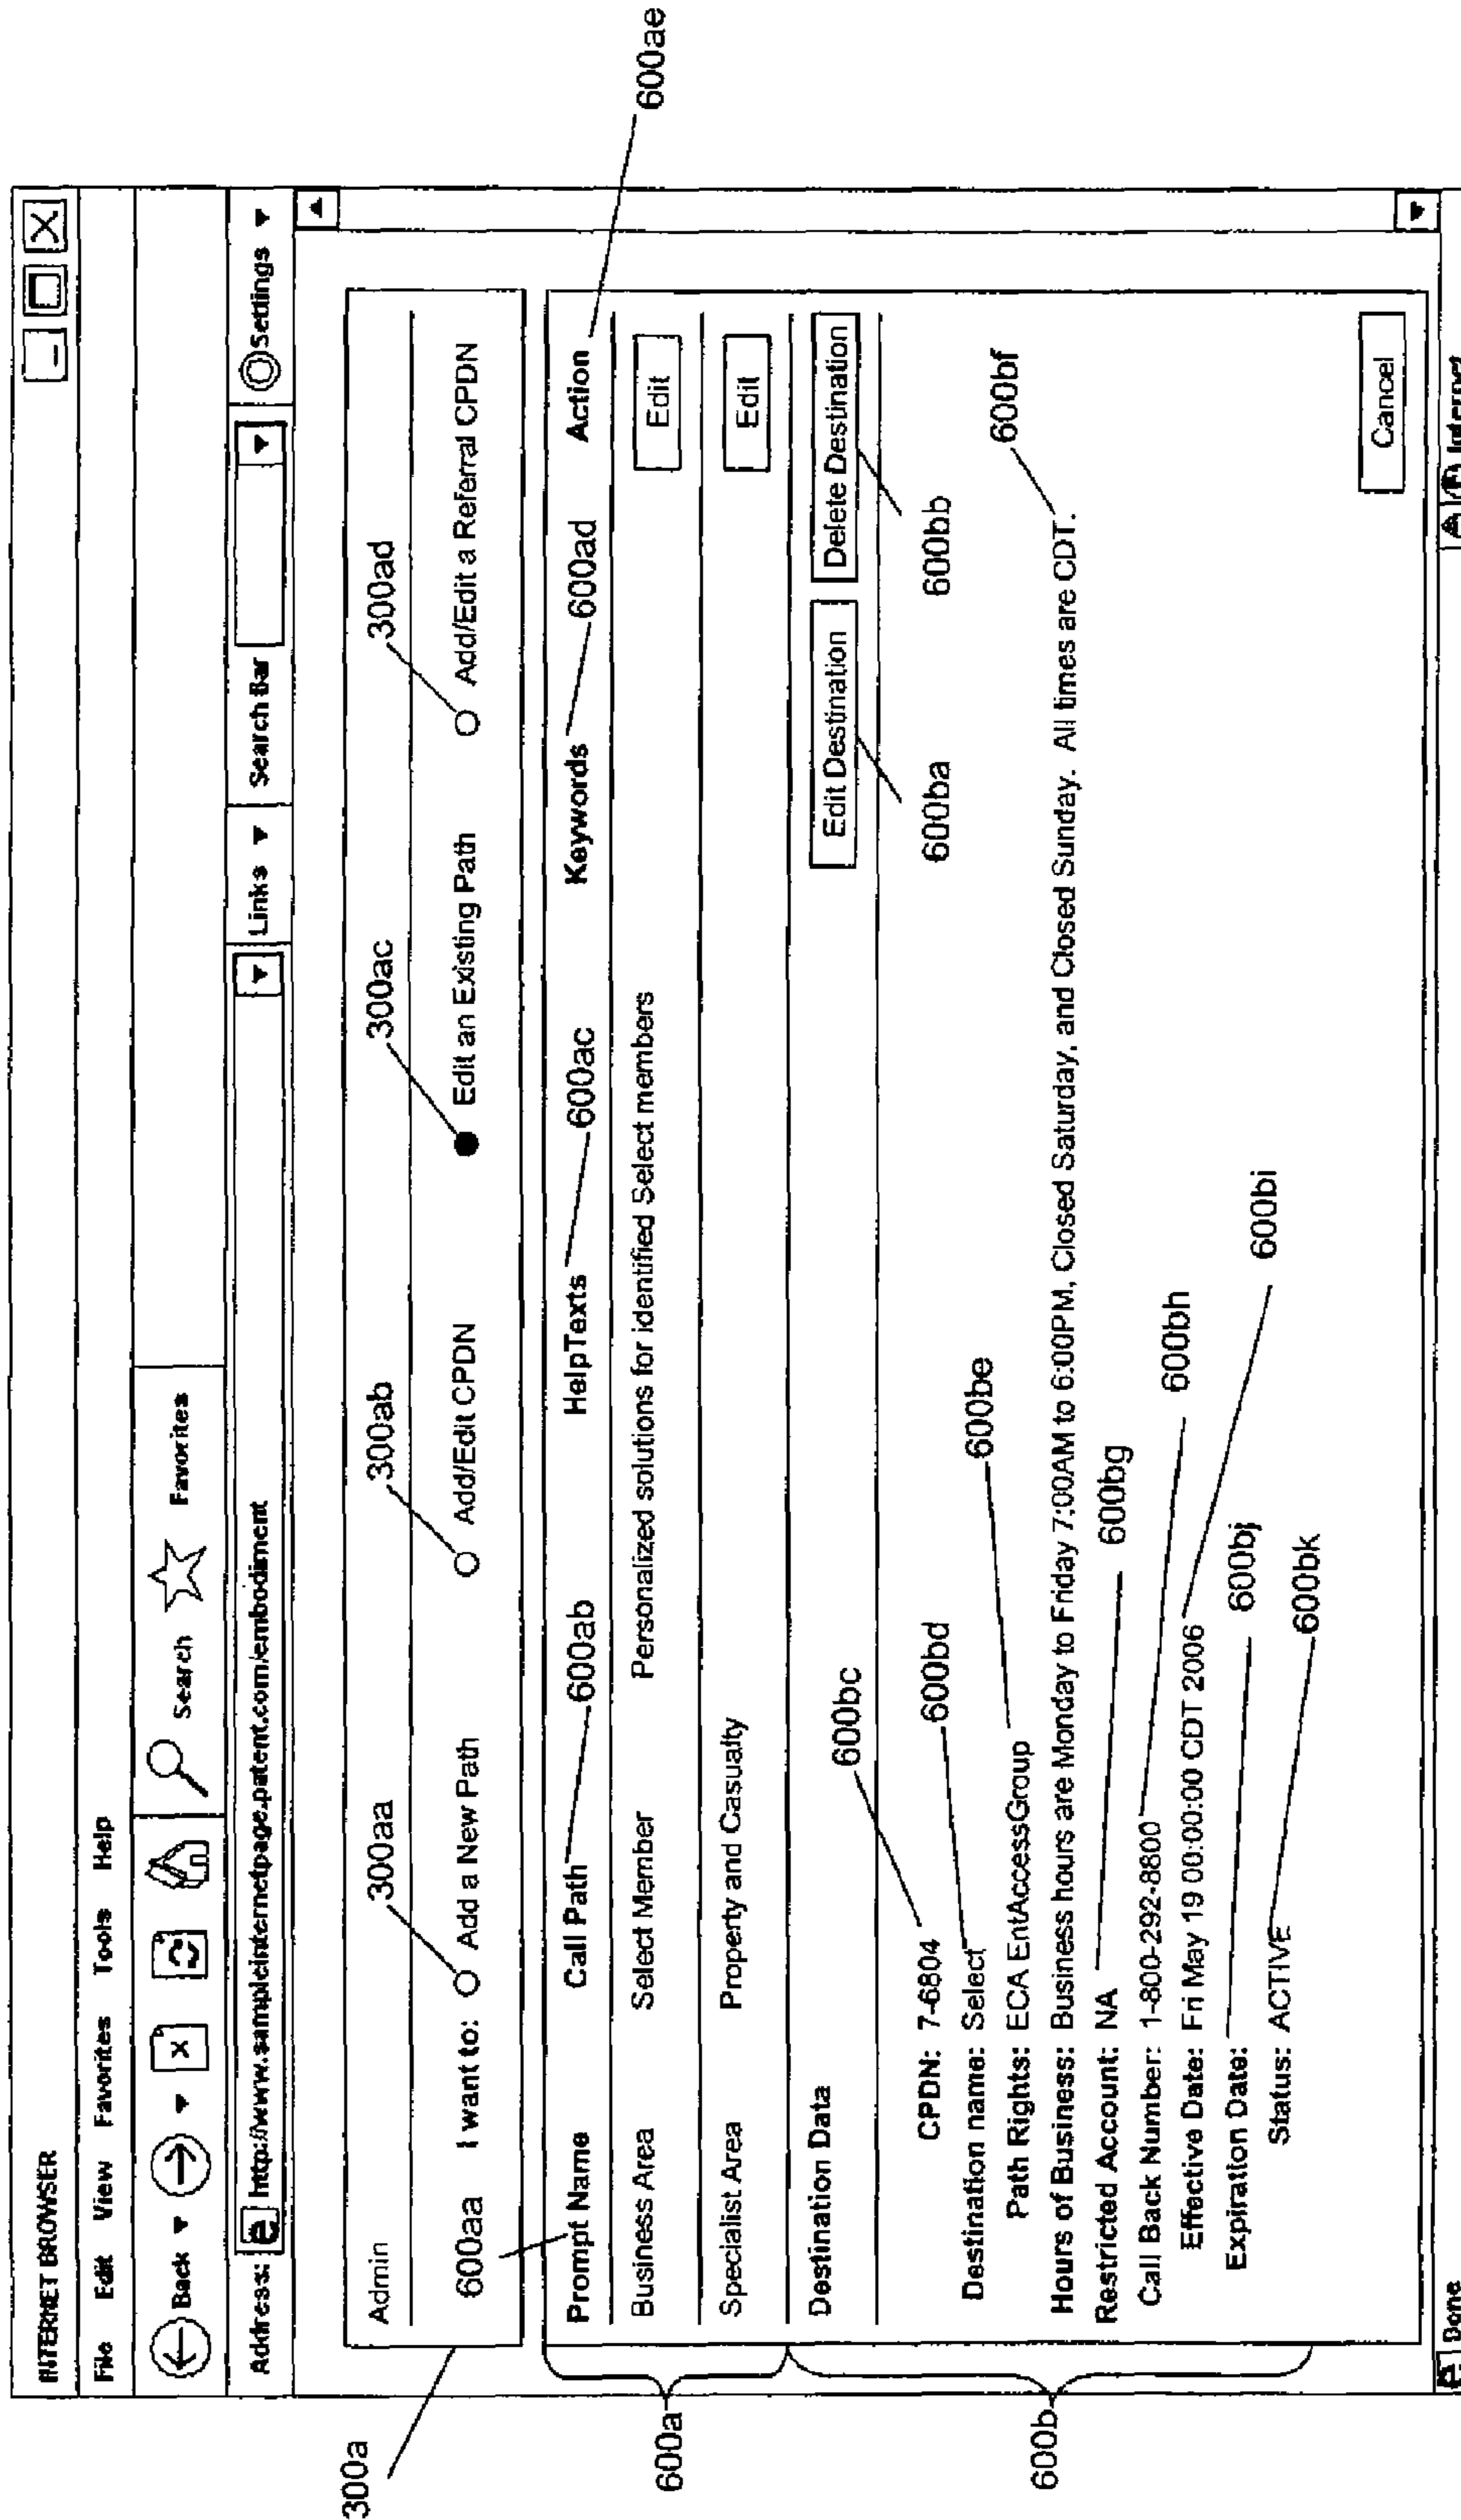 INTERNET BROWSER
File Edit View Favorites Tools Help
Back Search Favorites
Address: http://www.sampleinternetpage.patent.com/embodiment Links Search Bar Settings
300a
Admin
300aa 300ab 300ac 300ad
I want to: Add a New Path Add/Edit CPDN Edit an Existing Path Add/Edit a Referral CPDN
600aa
600a
Prompt Name Call Path 600ab HelpTexts 600ac Keywords 600ad Action 600ae
Business Area Select Member Personalized solutions for identified Select members Edit
Specialist Area Property and Casualty Edit
600b
Destination Data Edit Destination Delete Destination
600bc 600ba 600bb
CPDN: 7-6804
600bd
Destination name: Select
600be 600bf
Path Rights: ECA EntAccessGroup
Hours of Business: Business hours are Monday to Friday 7:00AM to 6:00PM, Closed Saturday, and Closed Sunday. All times are CDT.
Restricted Account: NA 600bg
Call Back Number: 1-800-292-8800 600bh
Effective Date: Fri May 19 00:00:00 CDT 2006
Expiration Date: 600bj 600bi
Status: ACTIVE 600bk
Cancel
Done Internet